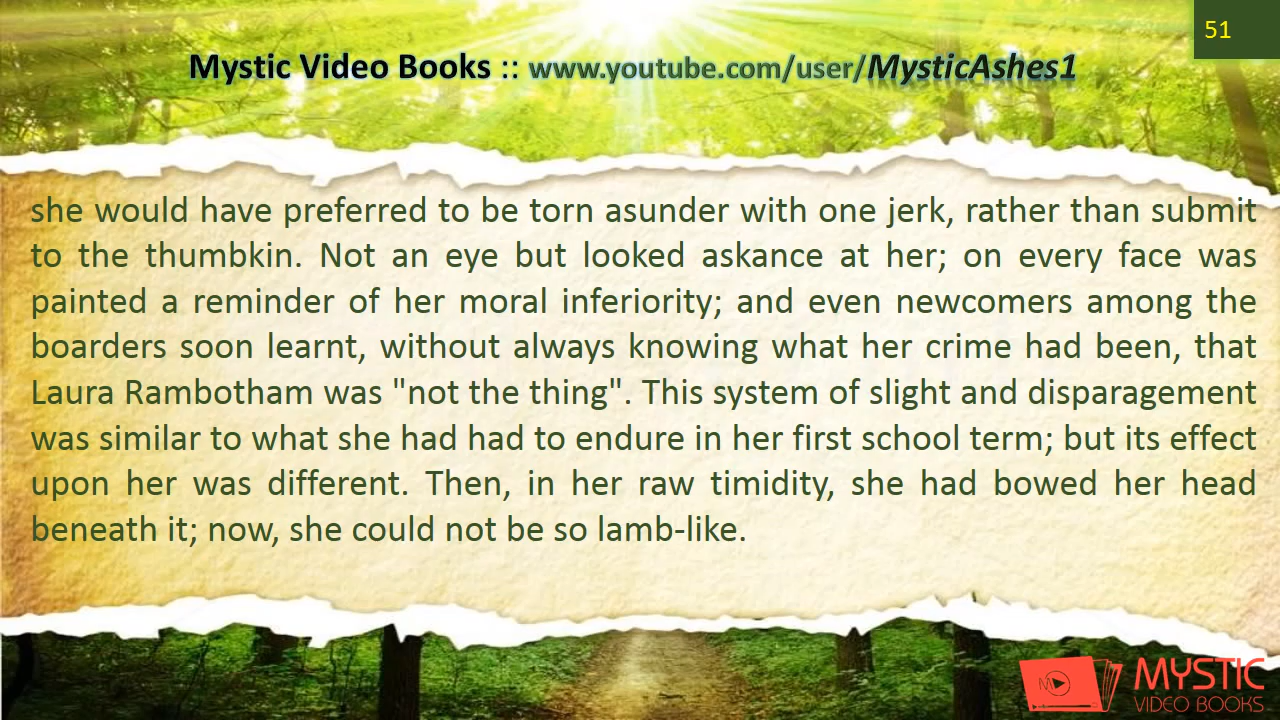 51
Mystic Video Books :: www.youtube.com/user/MysticAshes1
she would have preferred to be torn asunder with one jerk, rather than submit
to the thumbkin. Not an eye but looked askance at her; on every face was
painted a reminder of her moral inferiority; and even newcomers among the
boarders soon learnt, without always knowing what her crime had been, that
Laura Rambotham was "not the thing". This system of slight and disparagement
was similar to what she had had to endure in her first school term; but its effect
upon her was different. Then, in her raw timidity, she had bowed her head
beneath it; now, she could not be so lamb-like.
MYSTIC
VIDEO BOOKS